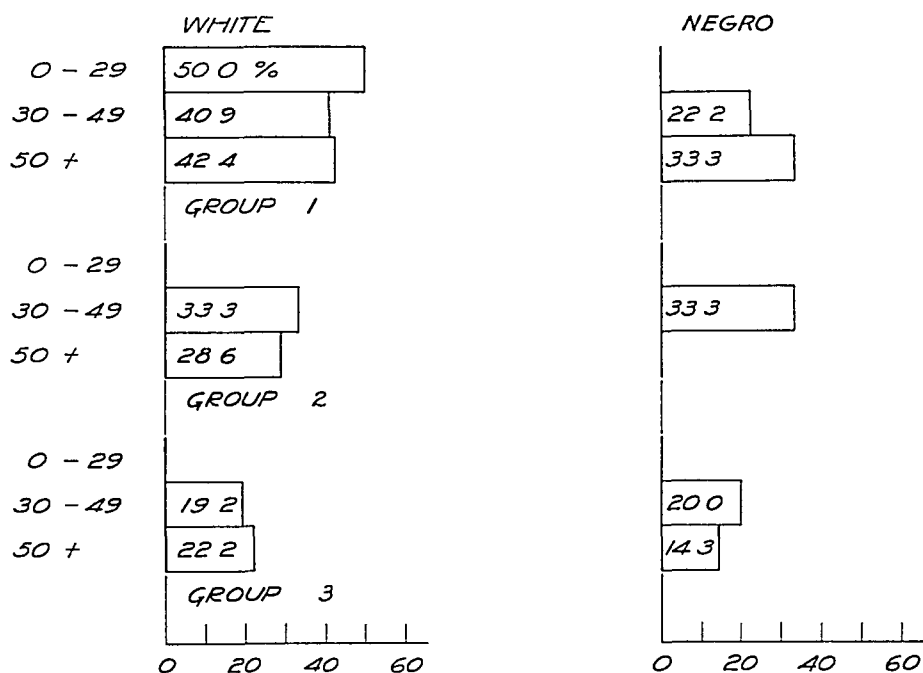 WHITE NEGRO
0 - 29 50 0 %
30 - 49 40 9 22 2
50 + 42 4 33 3
GROUP 1
0 - 29
30 - 49 33 3 33 3
50 + 28 6
GROUP 2
0 - 29
30 - 49 19 2 20 0
50 + 22 2 14 3
GROUP 3
0 20 40 60 0 20 40 60